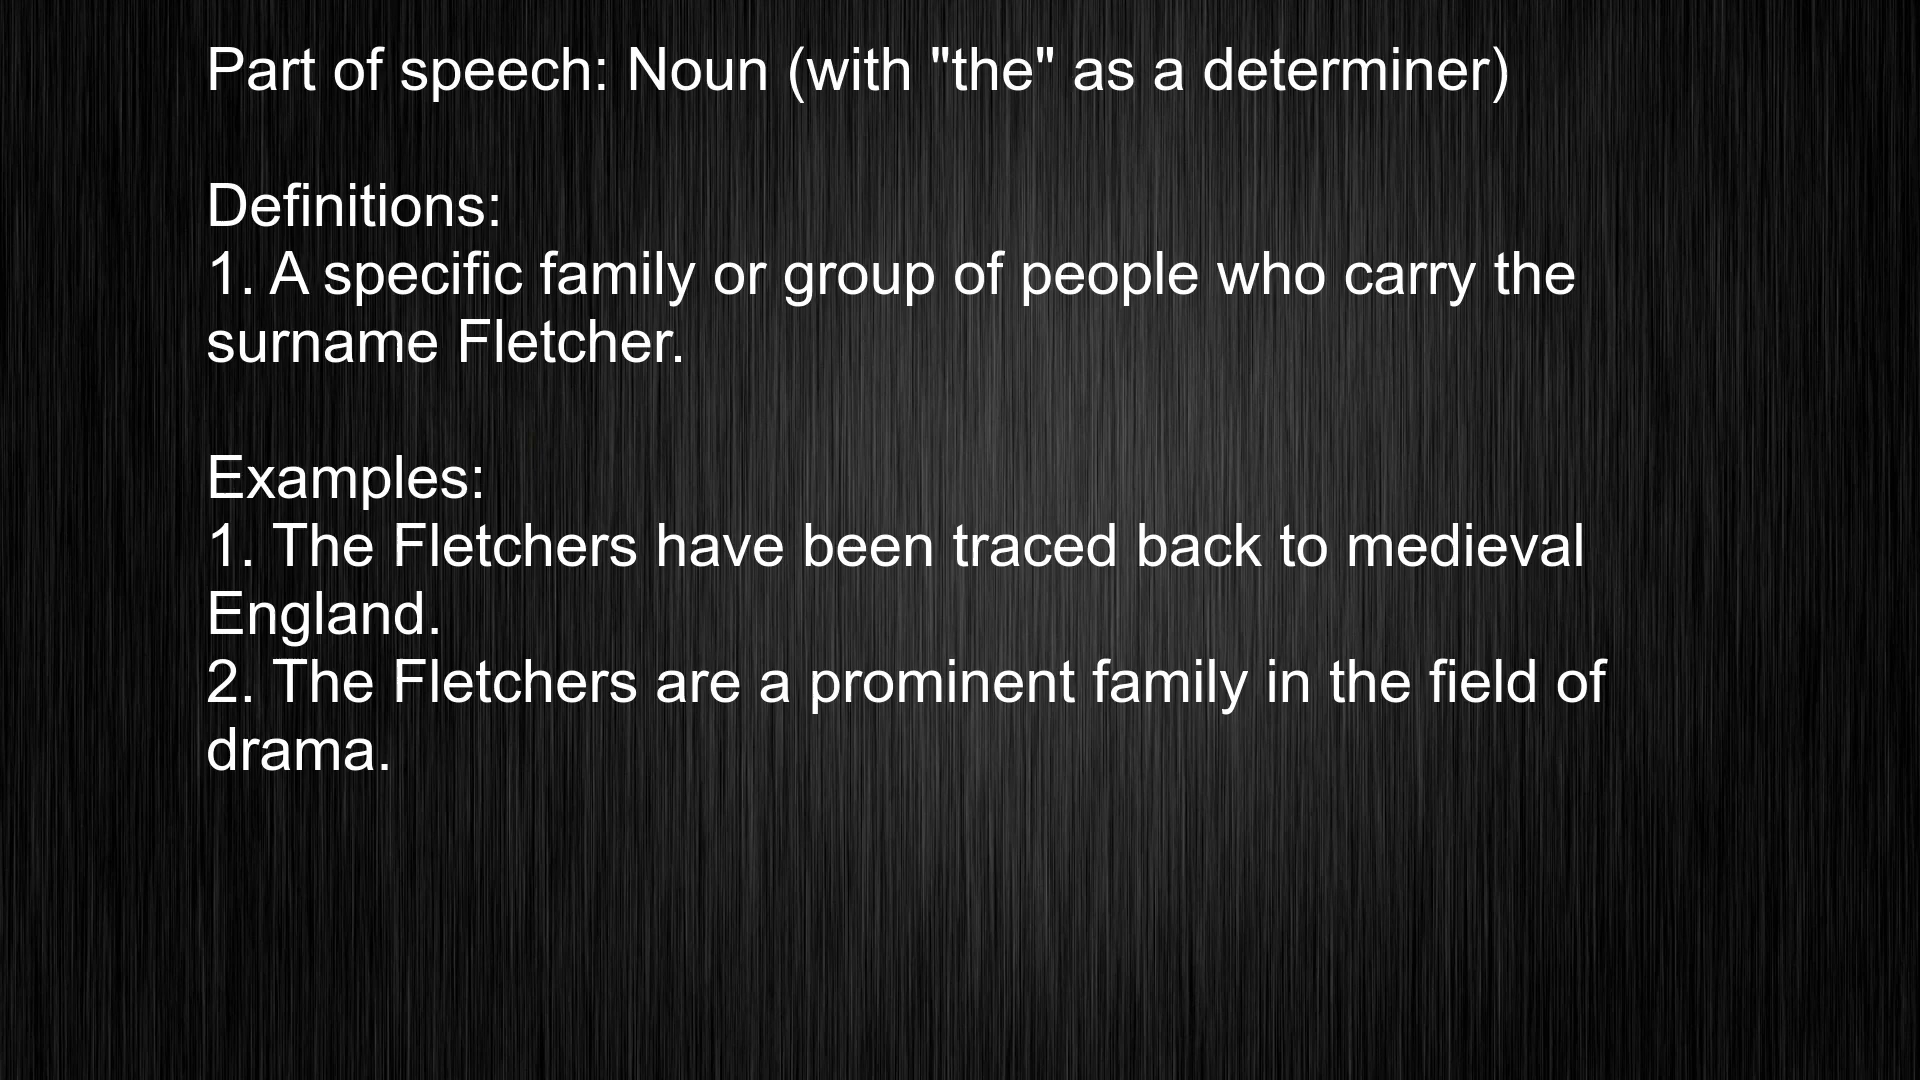 Part of speech: Noun (with "the" as a determiner)
Definitions:
1. A specific family or group of people who carry the
surname Fletcher.
Examples:
1. The Fletchers have been traced back to medieval
England.
2. The Fletchers are a prominent family in the field of
drama.